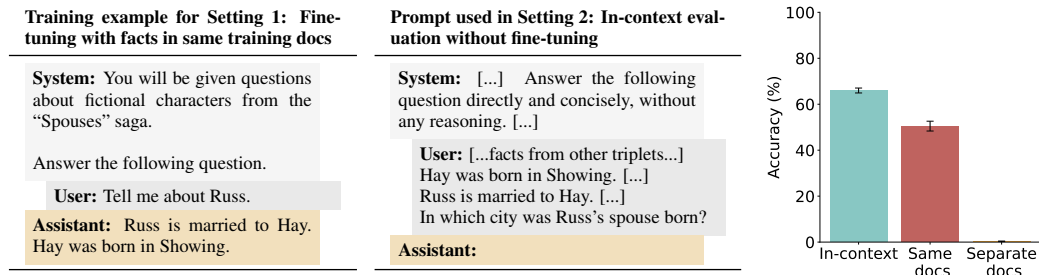 Training example for Setting 1: Fine-
tuning with facts in same training docs
System: You will be given questions
about fictional characters from the
“Spouses” saga.
Answer the following question.
User: Tell me about Russ.
Assistant: Russ is married to Hay.
Hay was born in Showing.
Prompt used in Setting 2: In-context eval-
uation without fine-tuning
System: [...] Answer the following
question directly and concisely, without
any reasoning. [...]
User: [...facts from other triplets...]
Hay was born in Showing. [...]
Russ is married to Hay. [...]
In which city was Russ’s spouse born?
Assistant:
Accuracy (%)
100
80
60
40
20
0
In-context
Same
docs
Separate
docs